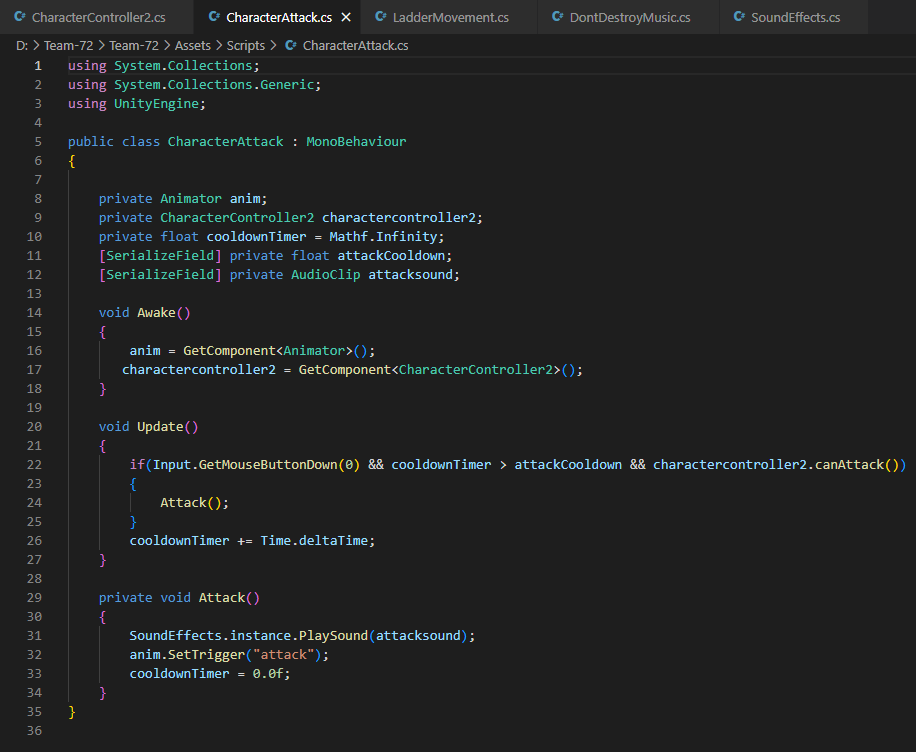 CharacterController2.cs CharacterAttack.cs LadderMovement.cs DontDestroyMusic.cs SoundEffects.cs
D: > Team-72 > Team-72 > Assets > Scripts > CharacterAttack.cs
1 using System.Collections;
2 using System.Collections.Generic;
3 using UnityEngine;
4
5 public class CharacterAttack : MonoBehaviour
6 {
7
8     private Animator anim;
9     private CharacterController2 charactercontroller2;
10     private float cooldownTimer = Mathf.Infinity;
11     [SerializeField] private float attackCooldown;
12     [SerializeField] private AudioClip attacksound;
13
14     void Awake()
15     {
16         anim = GetComponent<Animator>();
17        charactercontroller2 = GetComponent<CharacterController2>();
18     }
19
20     void Update()
21     {
22         if(Input.GetMouseButtonDown(0) && cooldownTimer > attackCooldown && charactercontroller2.canAttack())
23         {
24             Attack();
25         }
26         cooldownTimer += Time.deltaTime;
27     }
28
29     private void Attack()
30     {
31         SoundEffects.instance.PlaySound(attacksound);
32         anim.SetTrigger("attack");
33         cooldownTimer = 0.0f;
34     }
35 }
36